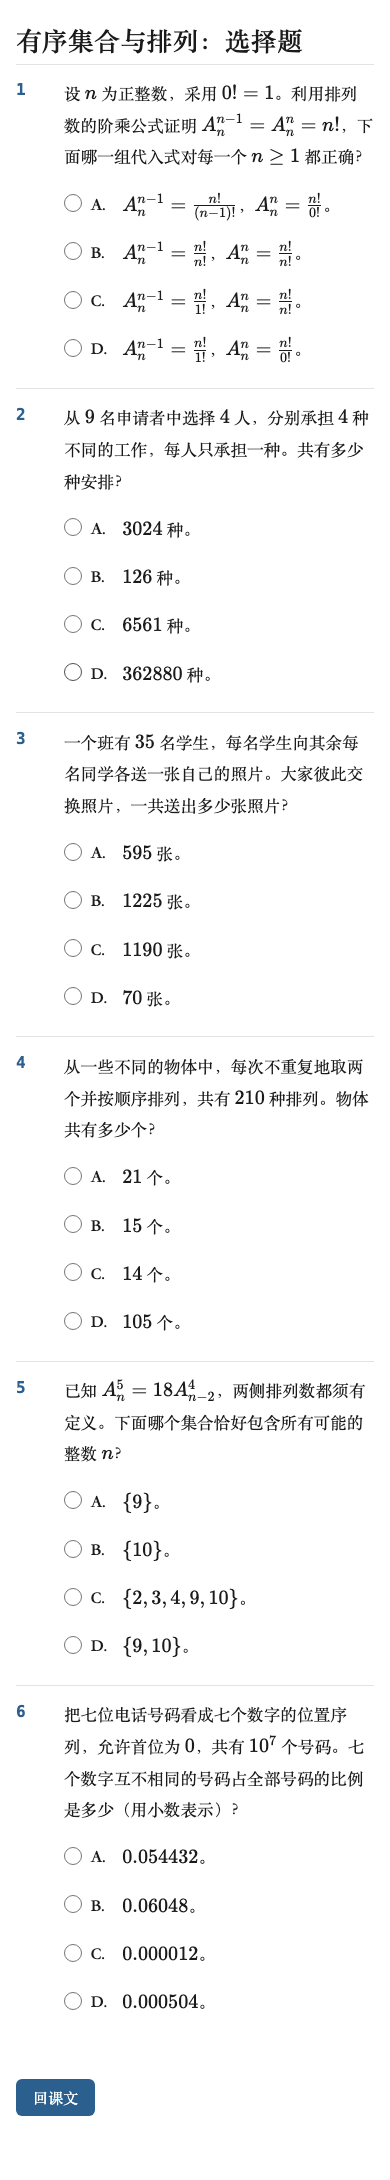 有序集合与排列：选择题
1
设 n 为正整数，采用 0! = 1。利用排列
数的阶乘公式证明 A_n^{n-1} = A_n^n = n!，下
面哪一组代入式对每一个 n ≥ 1 都正确?
A. A_n^{n-1} = \frac{n!}{(n-1)!}，A_n^n = \frac{n!}{0!}。
B. A_n^{n-1} = \frac{n!}{n!}，A_n^n = \frac{n!}{n!}。
C. A_n^{n-1} = \frac{n!}{1!}，A_n^n = \frac{n!}{n!}。
D. A_n^{n-1} = \frac{n!}{1!}，A_n^n = \frac{n!}{0!}。
2
从 9 名申请者中选择 4 人，分别承担 4 种
不同的工作，每人只承担一种。共有多少
种安排?
A. 3024 种。
B. 126 种。
C. 6561 种。
D. 362880 种。
3
一个班有 35 名学生，每名学生向其余每
名同学各送一张自己的照片。大家彼此交
换照片，一共送出多少张照片?
A. 595 张。
B. 1225 张。
C. 1190 张。
D. 70 张。
4
从一些不同的物体中，每次不重复地取两
个并按顺序排列，共有 210 种排列。物体
共有多少个?
A. 21 个。
B. 15 个。
C. 14 个。
D. 105 个。
5
已知 A_n^5 = 18A_{n-2}^4，两侧排列数都须有
定义。下面哪个集合恰好包含所有可能的
整数 n?
A. {9}。
B. {10}。
C. {2, 3, 4, 9, 10}。
D. {9, 10}。
6
把七位电话号码看成七个数字的位置序
列，允许首位为 0，共有 10^7 个号码。七
个数字互不相同的号码占全部号码的比例
是多少（用小数表示）?
A. 0.054432。
B. 0.06048。
C. 0.000012。
D. 0.000504。
回课文